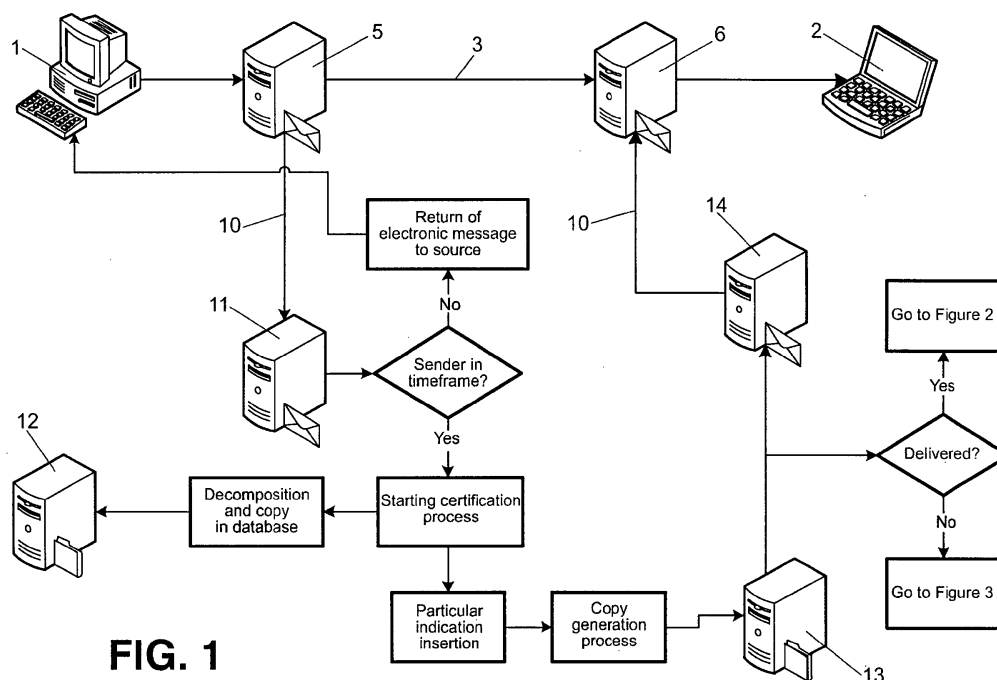 1
5
3
6
2
10
Return of
electronic message
to source
10
14
No
11
Go to Figure 2
Sender in
timeframe?
Yes
12
Yes
Delivered?
Decomposition
and copy
in database
Starting certification
process
No
Go to Figure 3
Particular
indication
insertion
Copy
generation
process
FIG. 1
13